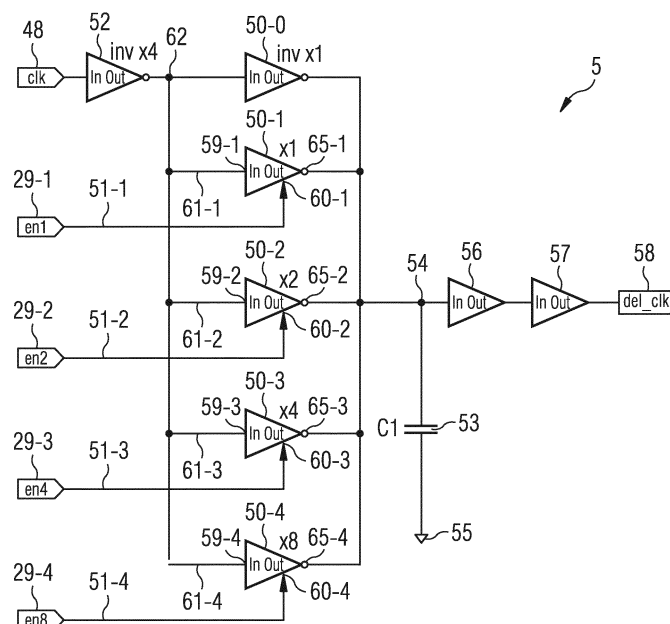 48
52
62
50-0
inv x4
inv x1
5
clk
In Out
In Out
50-1
59-1
x1
65-1
29-1
51-1
In Out
61-1
60-1
en1
50-2
59-2
x2
65-2
54
56
57
58
29-2
51-2
In Out
In Out
In Out
del_clk
61-2
60-2
en2
50-3
59-3
x4
65-3
C1
53
29-3
51-3
In Out
61-3
60-3
en4
50-4
59-4
x8
65-4
55
29-4
51-4
In Out
61-4
60-4
en8